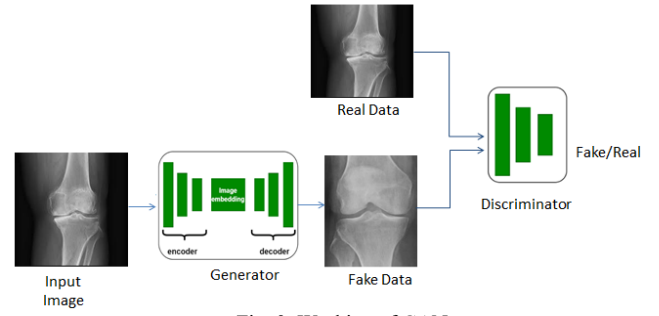 Real Data
Fake/Real
Image
embedding
Discriminator
encoder
decoder
Generator
Fake Data
Input
Image